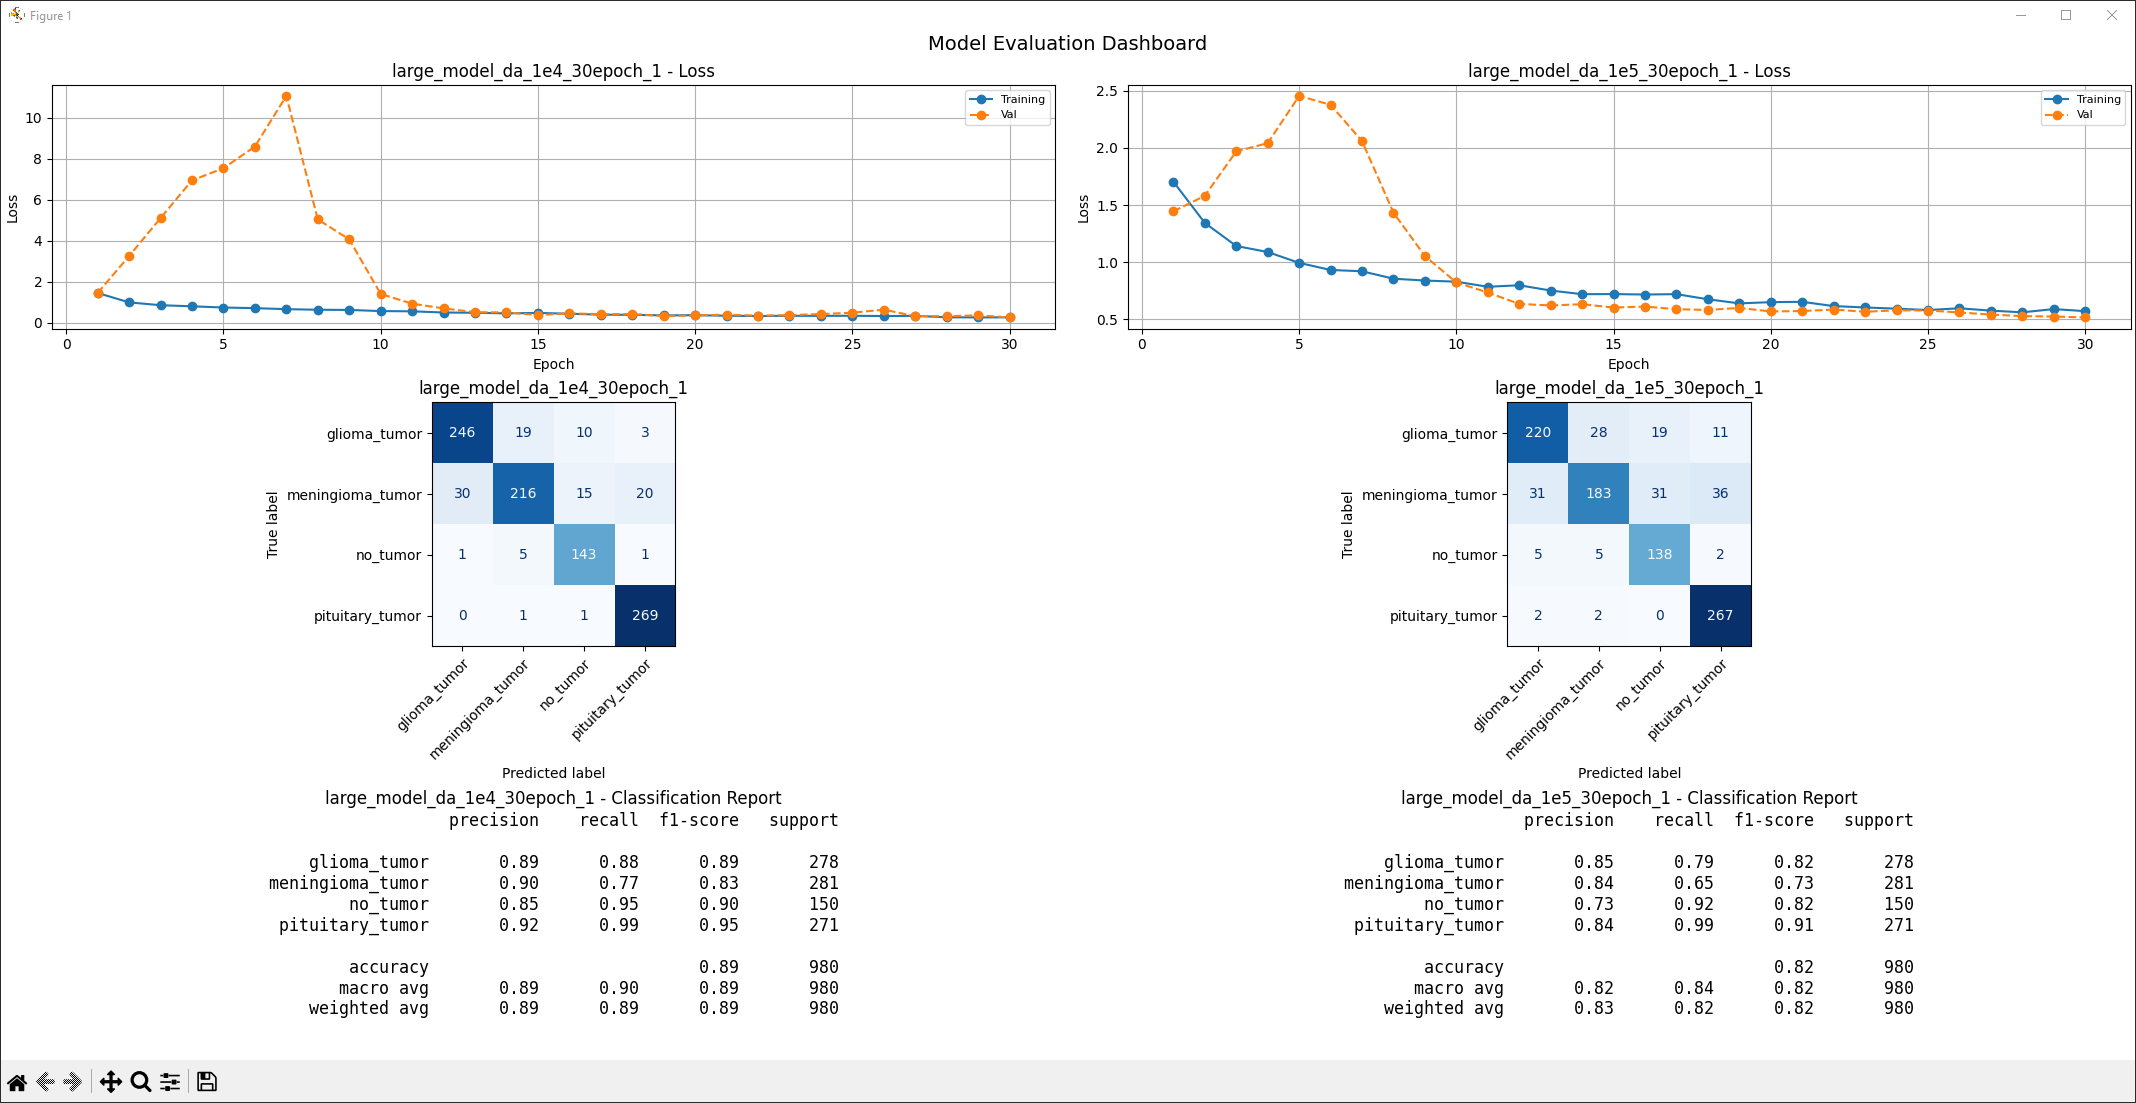 Figure 1
Model Evaluation Dashboard
large_model_da_1e4_30epoch_1 - Loss
Loss
10
8
6
4
2
0
Training
Val
0 5 10 15 20 25 30
Epoch
large_model_da_1e5_30epoch_1 - Loss
Loss
2.5
2.0
1.5
1.0
0.5
Training
Val
0 5 10 15 20 25 30
Epoch
large_model_da_1e4_30epoch_1
True label
glioma_tumor 246 19 10 3
meningioma_tumor 30 216 15 20
no_tumor 1 5 143 1
pituitary_tumor 0 1 1 269
glioma_tumor meningioma_tumor no_tumor pituitary_tumor
Predicted label
large_model_da_1e5_30epoch_1
True label
glioma_tumor 220 28 19 11
meningioma_tumor 31 183 31 36
no_tumor 5 5 138 2
pituitary_tumor 2 2 0 267
glioma_tumor meningioma_tumor no_tumor pituitary_tumor
Predicted label
large_model_da_1e4_30epoch_1 - Classification Report
precision recall f1-score support
glioma_tumor 0.89 0.88 0.89 278
meningioma_tumor 0.90 0.77 0.83 281
no_tumor 0.85 0.95 0.90 150
pituitary_tumor 0.92 0.99 0.95 271
accuracy 0.89 980
macro avg 0.89 0.90 0.89 980
weighted avg 0.89 0.89 0.89 980
large_model_da_1e5_30epoch_1 - Classification Report
precision recall f1-score support
glioma_tumor 0.85 0.79 0.82 278
meningioma_tumor 0.84 0.65 0.73 281
no_tumor 0.73 0.92 0.82 150
pituitary_tumor 0.84 0.99 0.91 271
accuracy 0.82 980
macro avg 0.82 0.84 0.82 980
weighted avg 0.83 0.82 0.82 980